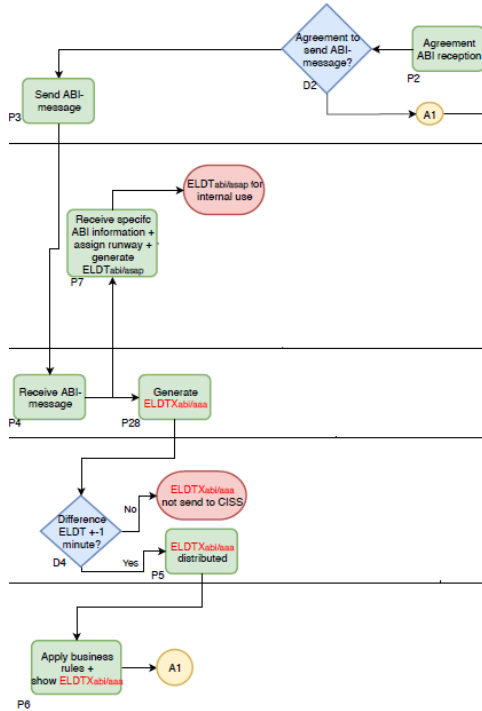 Agreement to
send ABI-
message?
D2
Agreement
ABI reception
P2
A1
Send ABI-
message
P3
ELDTabi/asap for
internal use
Receive specifc
ABI information +
assign runway +
generate
ELDTabi/asap
P7
Receive ABI-
message
P4
Generate
ELDTXabi/aaa
P28
Difference
ELDT +-1
minute?
D4
No
ELDTXabi/aaa
not send to CISS
Yes
ELDTXabi/aaa
distributed
P5
Apply business
rules +
show ELDTXabi/aaa
P6
A1